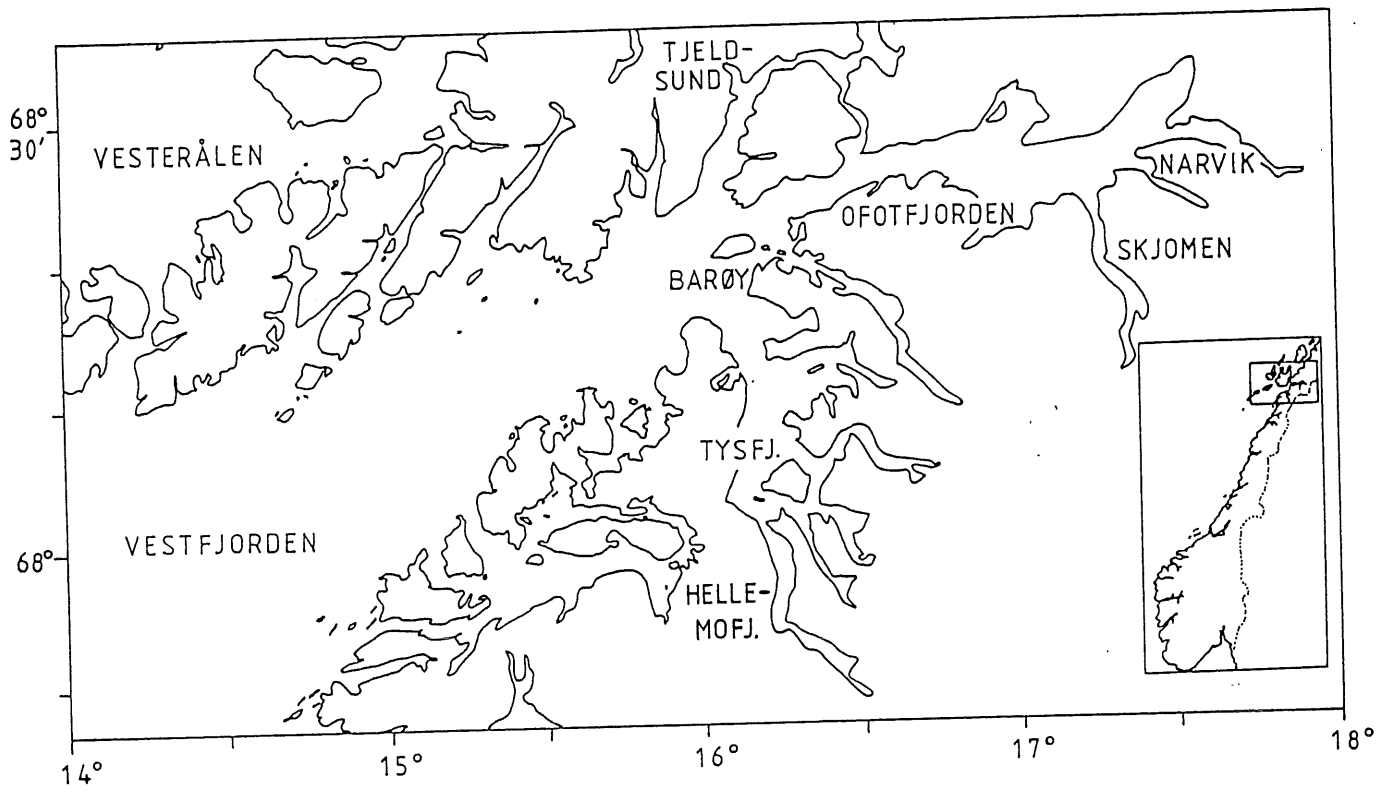 TJELD-
SUND
68°
30'
VESTERÅLEN
NARVIK
OFOTFJORDEN
SKJOMEN
BARØY
TYSFJ.
VESTFJORDEN
68°
HELLE-
MOFJ.
14°
15°
16°
17°
18°